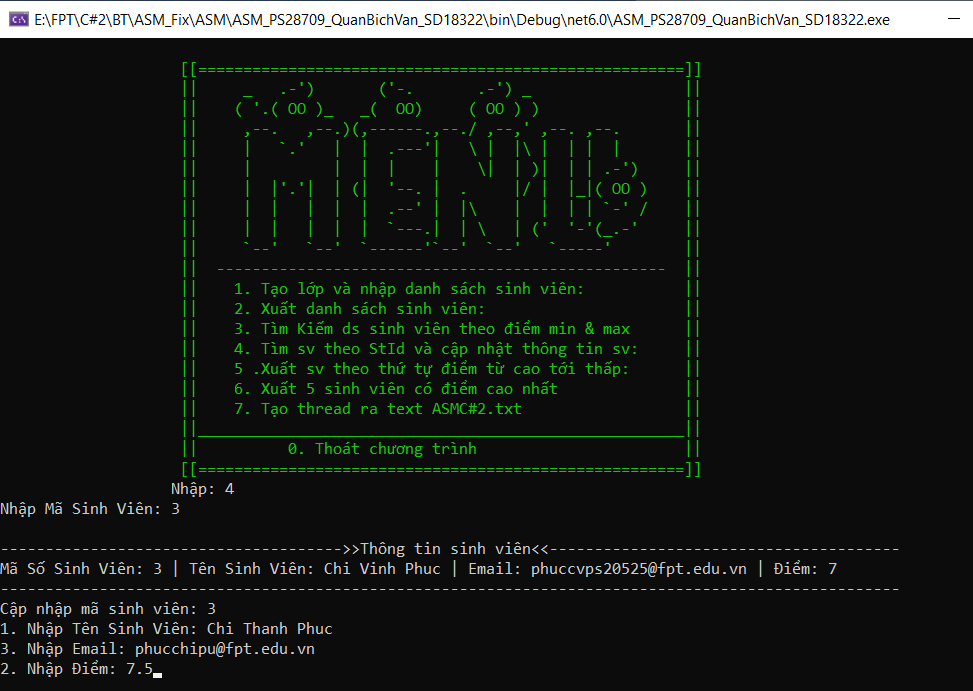 E:\FPT\C#2\BT\ASM_Fix\ASM\ASM_PS28709_QuanBichVan_SD18322\bin\Debug\net6.0\ASM_PS28709_QuanBichVan_SD18322.exe
MENU
1. Tạo lớp và nhập danh sách sinh viên:
2. Xuất danh sách sinh viên:
3. Tìm Kiếm ds sinh viên theo điểm min & max
4. Tìm sv theo StId và cập nhật thông tin sv:
5 .Xuất sv theo thứ tự điểm từ cao tới thấp:
6. Xuất 5 sinh viên có điểm cao nhất
7. Tạo thread ra text ASMC#2.txt
0. Thoát chương trình
Nhập: 4
Nhập Mã Sinh Viên: 3
-------------------------------------->>Thông tin sinh viên<<---------------------------------------
Mã Số Sinh Viên: 3 | Tên Sinh Viên: Chi Vinh Phuc | Email: phuccvps20525@fpt.edu.vn | Điểm: 7
----------------------------------------------------------------------------------------------------
Cập nhập mã sinh viên: 3
1. Nhập Tên Sinh Viên: Chi Thanh Phuc
3. Nhập Email: phucchipu@fpt.edu.vn
2. Nhập Điểm: 7.5